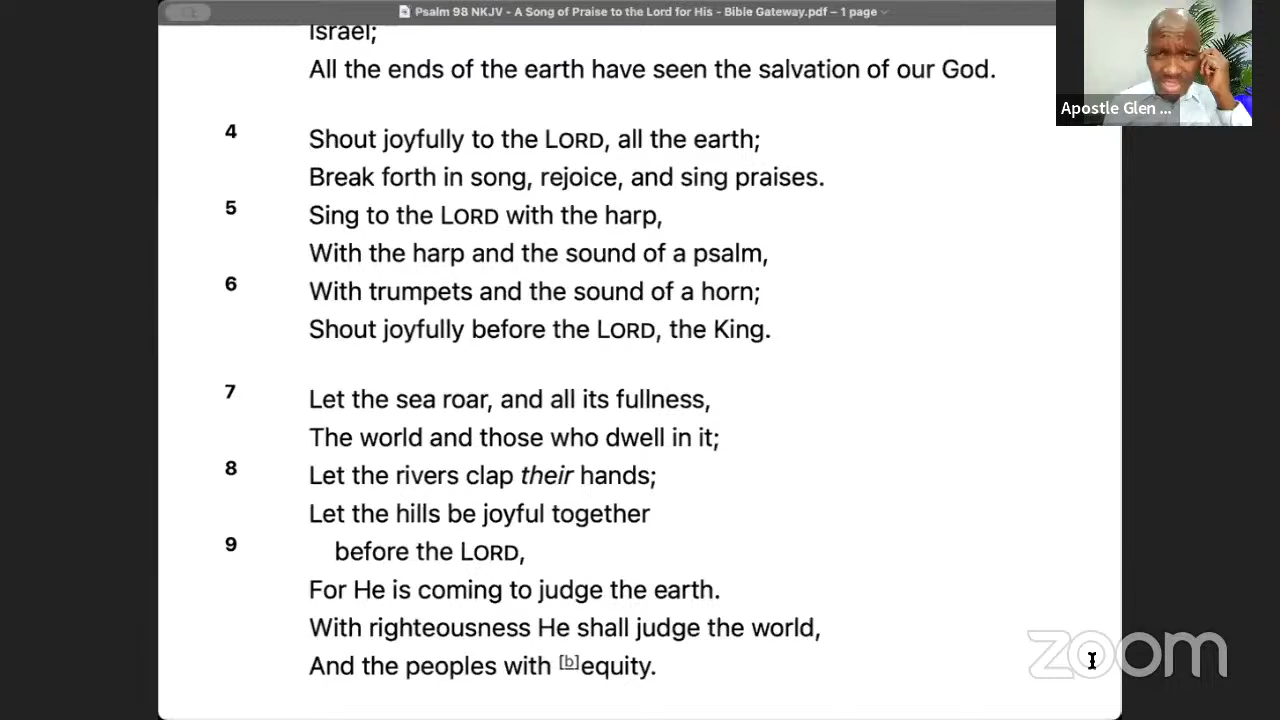 Psalm 98 NKJV - A Song of Praise to the Lord for His - Bible Gateway.pdf – 1 page
Israel;
All the ends of the earth have seen the salvation of our God.
Apostle Glen ...
4 Shout joyfully to the LORD, all the earth;
Break forth in song, rejoice, and sing praises.
5 Sing to the LORD with the harp,
With the harp and the sound of a psalm,
6 With trumpets and the sound of a horn;
Shout joyfully before the LORD, the King.
7 Let the sea roar, and all its fullness,
The world and those who dwell in it;
8 Let the rivers clap their hands;
Let the hills be joyful together
9 before the LORD,
For He is coming to judge the earth.
With righteousness He shall judge the world,
And the peoples with [b]equity.
zoom